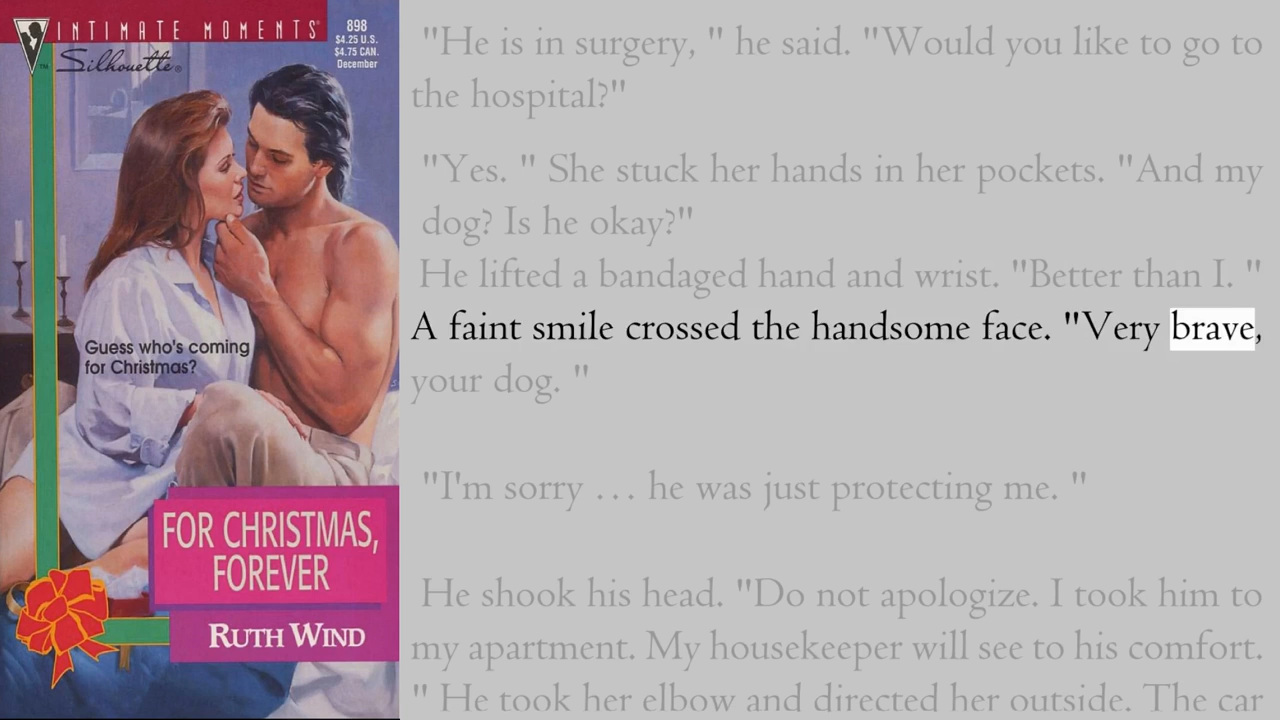 INTIMATE MOMENTS®
898
$4.25 U.S.
$4.75 CAN.
December
TM
Silhouette®
Guess who's coming
for Christmas?
FOR CHRISTMAS,
FOREVER
RUTH WIND
"He is in surgery, " he said. "Would you like to go to
the hospital?"
"Yes. " She stuck her hands in her pockets. "And my
dog? Is he okay?"
He lifted a bandaged hand and wrist. "Better than I. "
A faint smile crossed the handsome face. "Very brave,
your dog. "
"I'm sorry … he was just protecting me. "
He shook his head. "Do not apologize. I took him to
my apartment. My housekeeper will see to his comfort.
" He took her elbow and directed her outside. The car